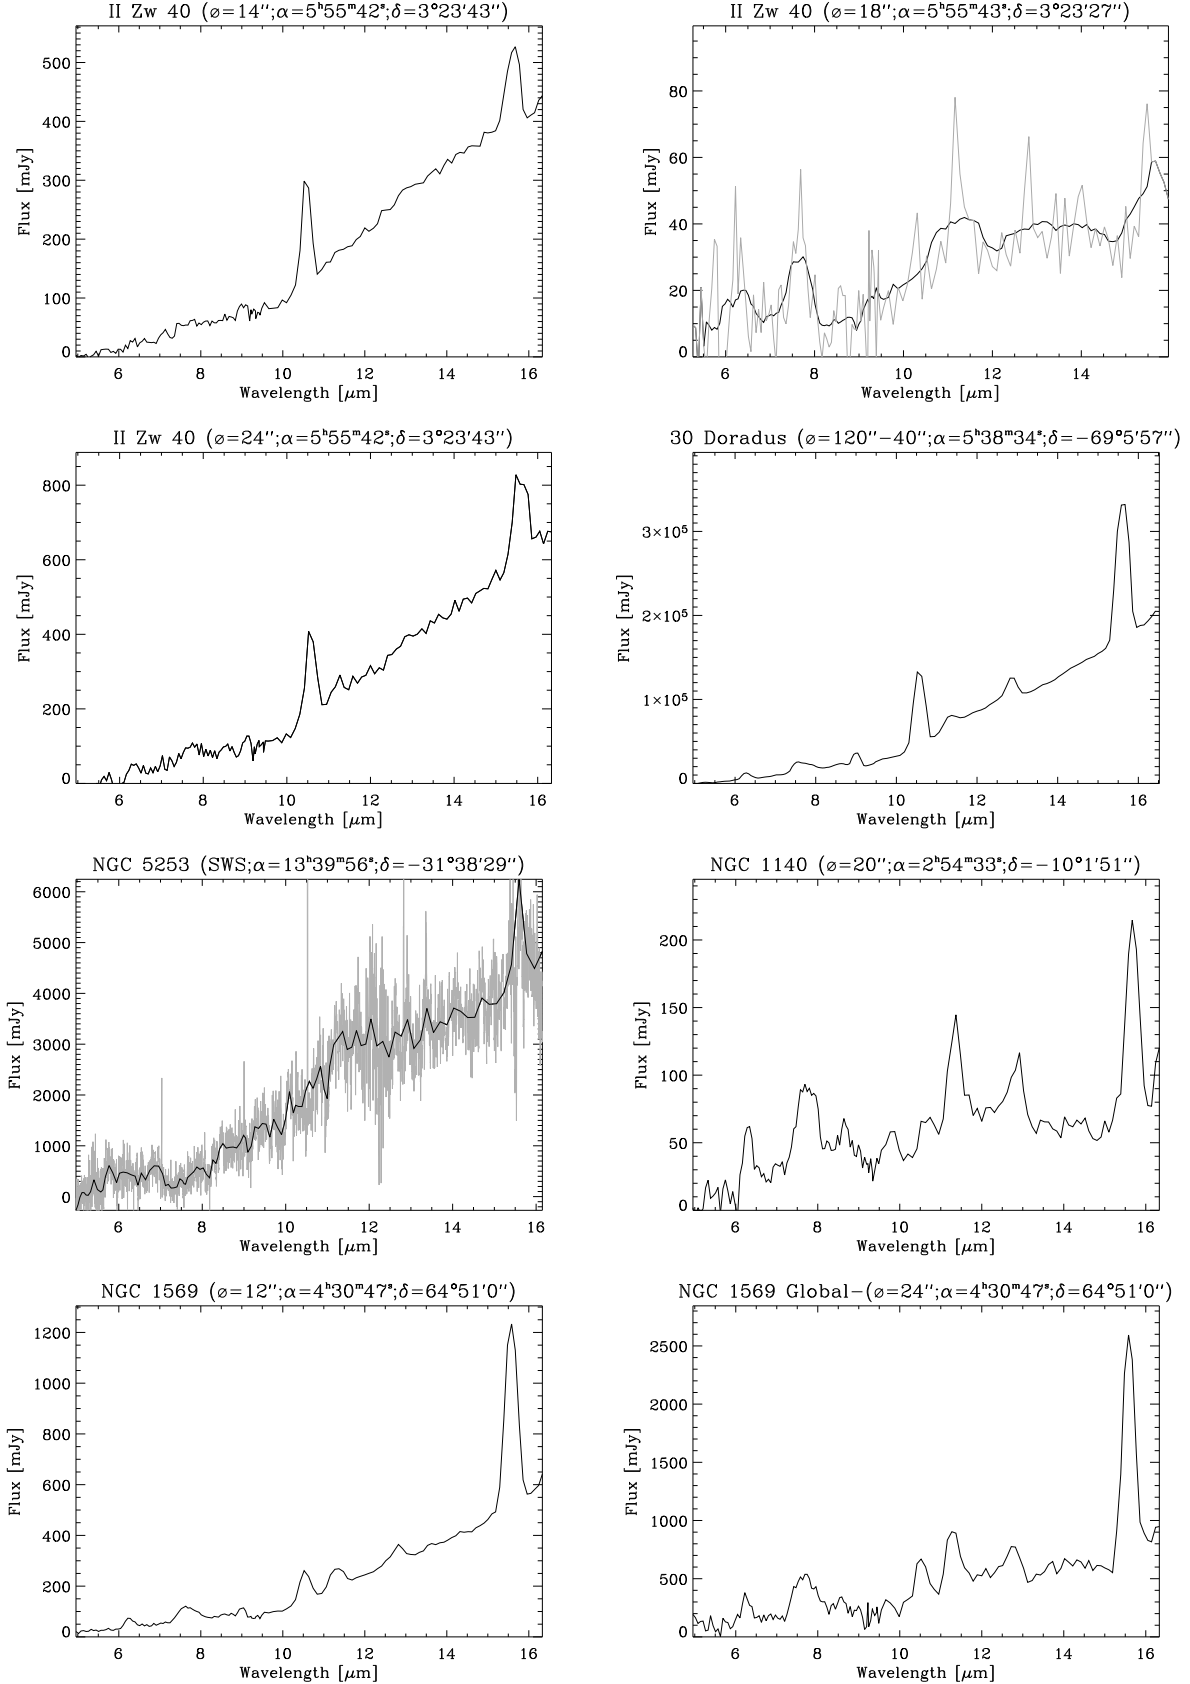 II Zw 40 (⌀=14″;α=5ʰ55ᵐ42ˢ;δ=3°23′43″)
Flux [mJy]
500
400
300
200
100
0
6 8 10 12 14 16
Wavelength [μm]
II Zw 40 (⌀=18″;α=5ʰ55ᵐ43ˢ;δ=3°23′27″)
Flux [mJy]
80
60
40
20
0
6 8 10 12 14
Wavelength [μm]
II Zw 40 (⌀=24″;α=5ʰ55ᵐ42ˢ;δ=3°23′43″)
Flux [mJy]
800
600
400
200
0
6 8 10 12 14 16
Wavelength [μm]
30 Doradus (⌀=120″−40″;α=5ʰ38ᵐ34ˢ;δ=−69°5′57″)
Flux [mJy]
3×10⁵
2×10⁵
1×10⁵
0
6 8 10 12 14 16
Wavelength [μm]
NGC 5253 (SWS;α=13ʰ39ᵐ56ˢ;δ=−31°38′29″)
Flux [mJy]
6000
5000
4000
3000
2000
1000
0
6 8 10 12 14 16
Wavelength [μm]
NGC 1140 (⌀=20″;α=2ʰ54ᵐ33ˢ;δ=−10°1′51″)
Flux [mJy]
200
150
100
50
0
6 8 10 12 14 16
Wavelength [μm]
NGC 1569 (⌀=12″;α=4ʰ30ᵐ47ˢ;δ=64°51′0″)
Flux [mJy]
1200
1000
800
600
400
200
0
6 8 10 12 14 16
Wavelength [μm]
NGC 1569 Global−(⌀=24″;α=4ʰ30ᵐ47ˢ;δ=64°51′0″)
Flux [mJy]
2500
2000
1500
1000
500
0
6 8 10 12 14 16
Wavelength [μm]